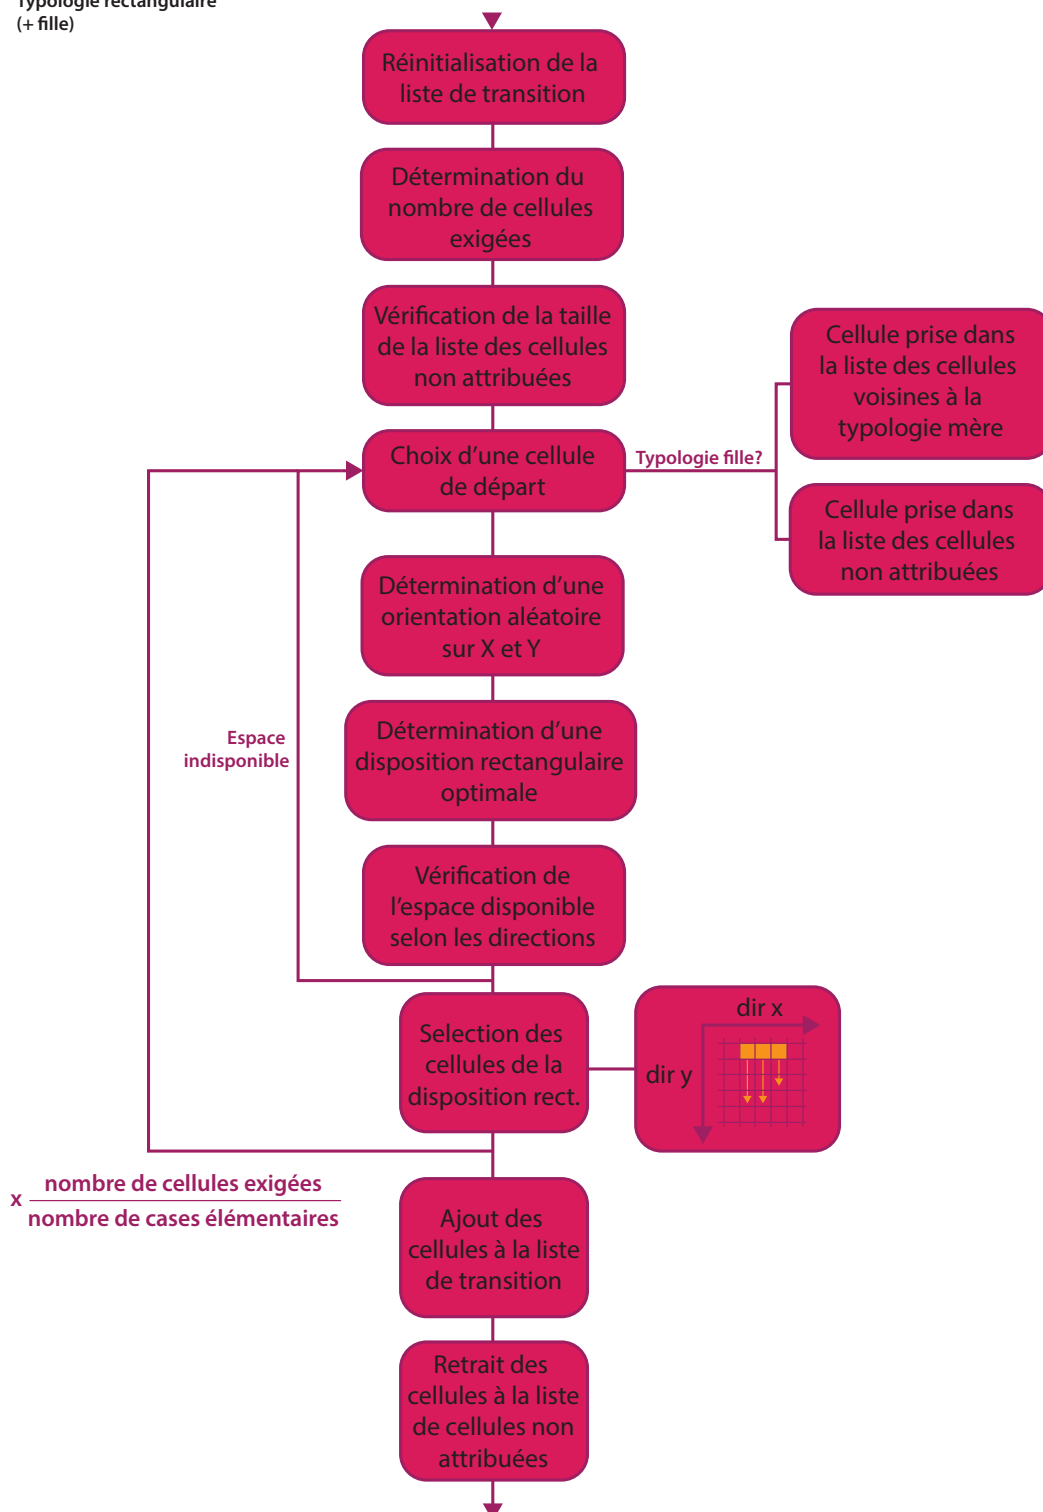 Typologie rectangulaire
(+ fille)
Réinitialisation de la
liste de transition
Détermination du
nombre de cellules
exigées
Vérification de la taille
de la liste des cellules
non attribuées
Choix d'une cellule
de départ
Typologie fille?
Cellule prise dans
la liste des cellules
voisines à la
typologie mère
Cellule prise dans
la liste des cellules
non attribuées
Détermination d'une
orientation aléatoire
sur X et Y
Détermination d'une
disposition rectangulaire
optimale
Espace
indisponible
Vérification de
l'espace disponible
selon les directions
Selection des
cellules de la
disposition rect.
dir x
dir y
x nombre de cellules exigées
nombre de cases élémentaires
Ajout des
cellules à la liste
de transition
Retrait des
cellules à la liste
de cellules non
attribuées